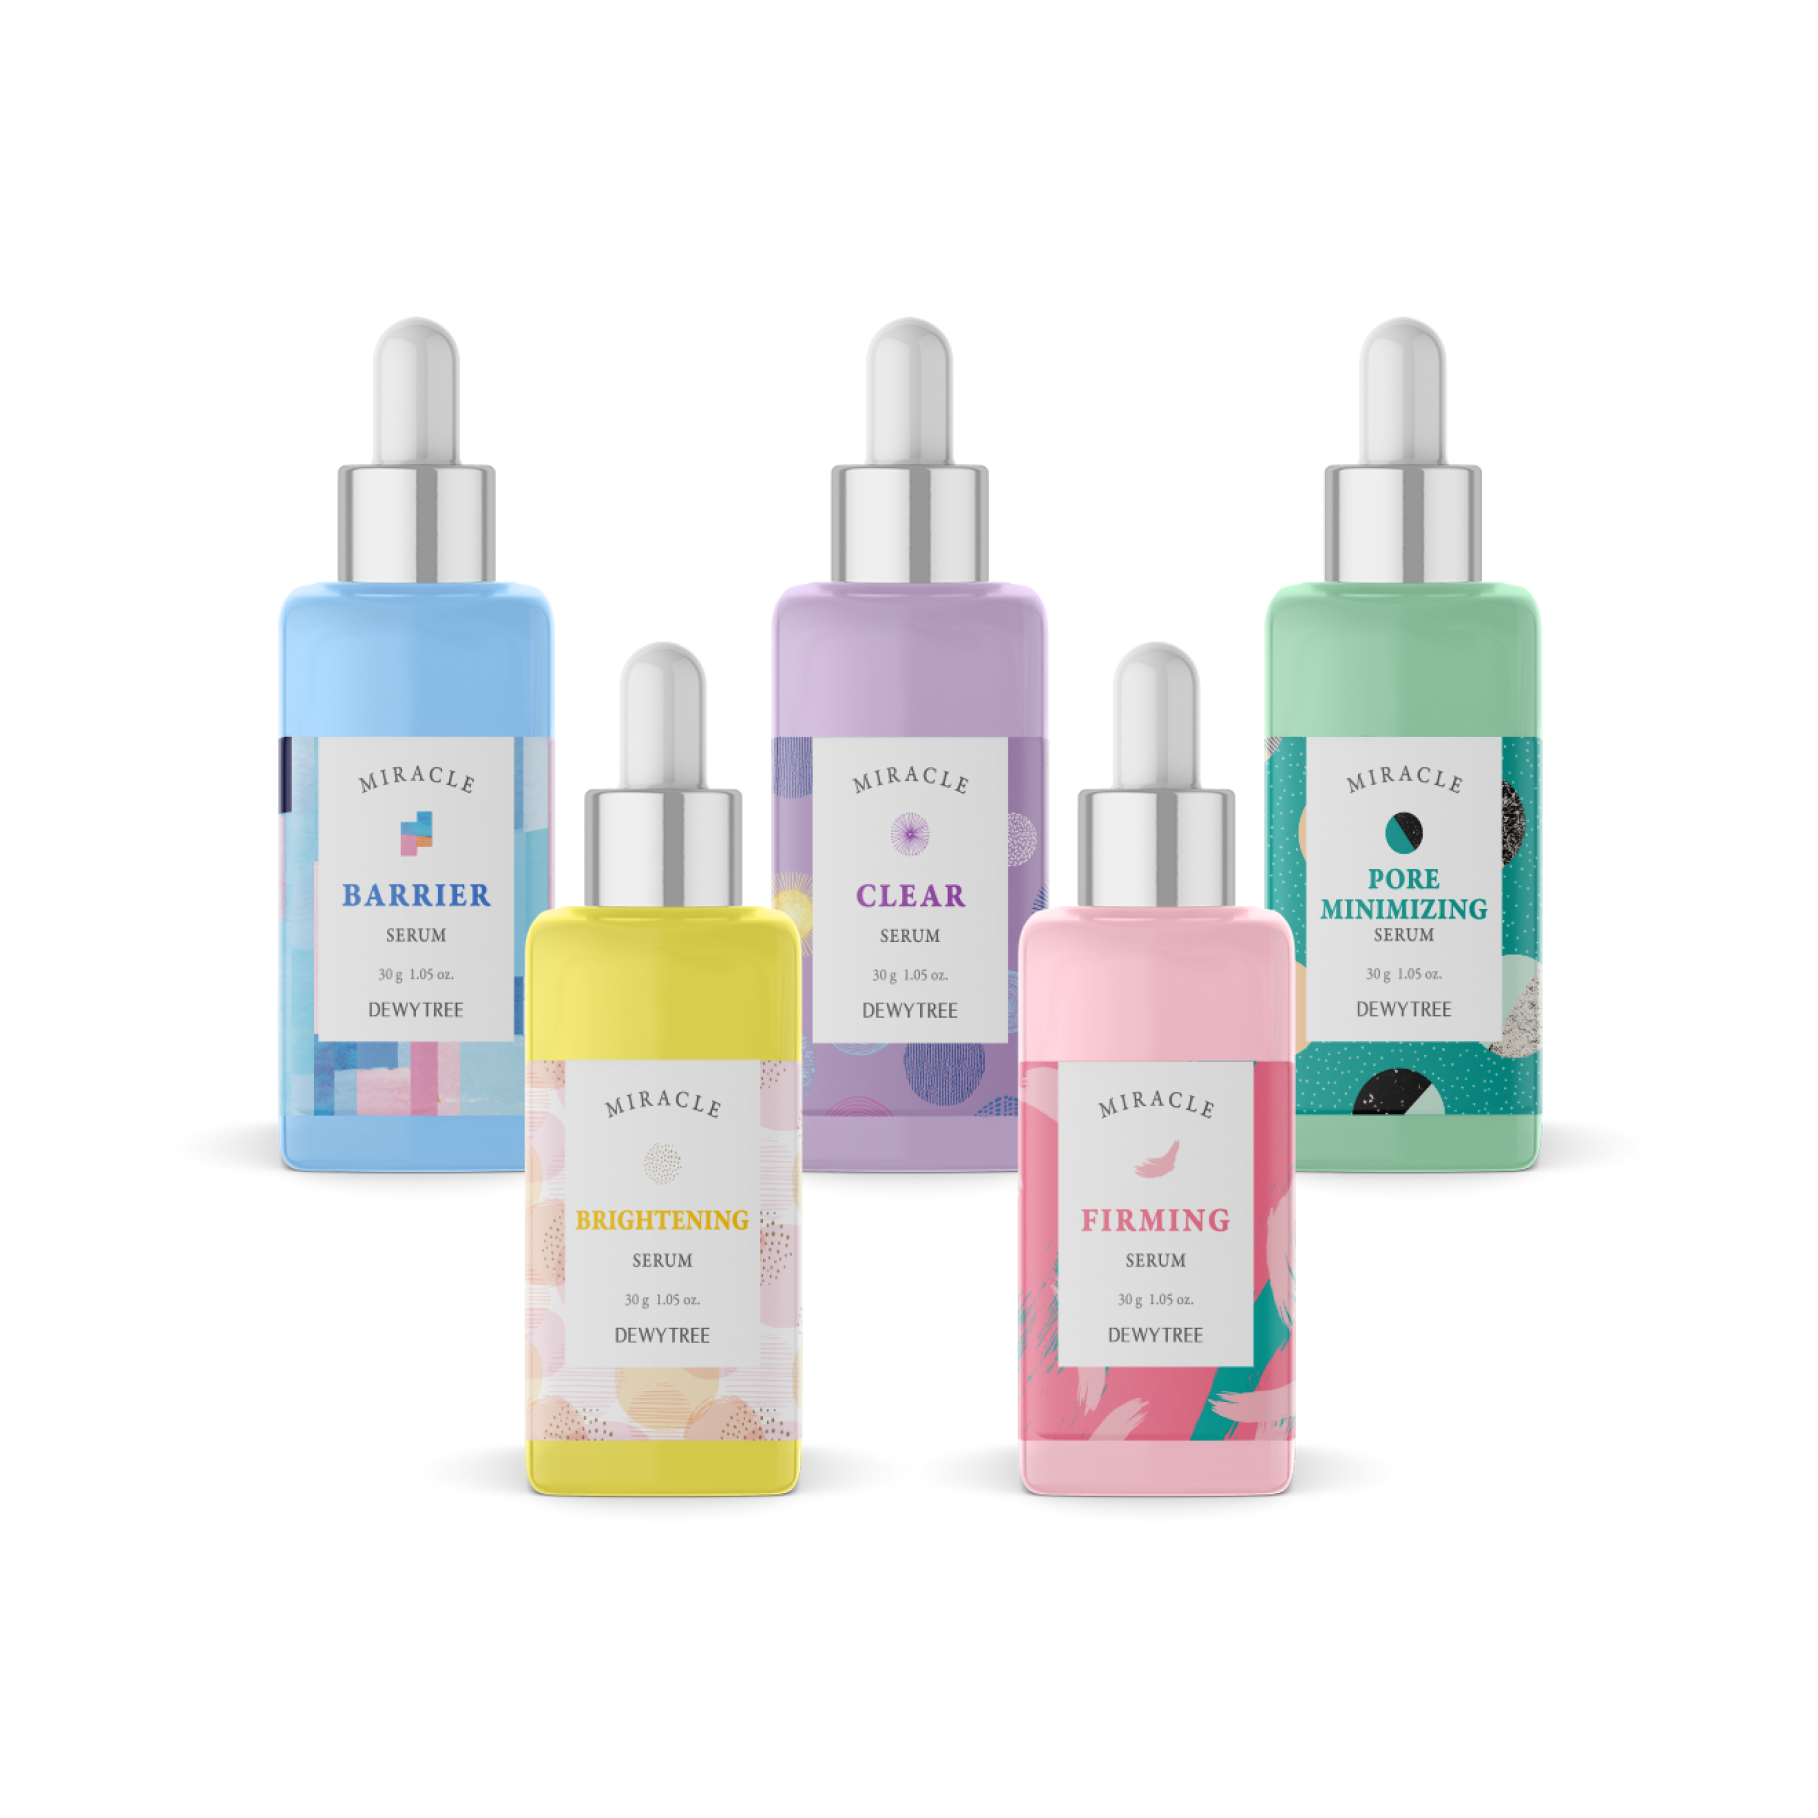 MIRACLE
BARRIER
SERUM
30 g 1.05 oz.
DEWYTREE
MIRACLE
CLEAR
SERUM
30 g 1.05 oz.
DEWYTREE
MIRACLE
PORE
MINIMIZING
SERUM
30 g 1.05 oz.
DEWYTREE
MIRACLE
BRIGHTENING
SERUM
30 g 1.05 oz.
DEWYTREE
MIRACLE
FIRMING
SERUM
30 g 1.05 oz.
DEWYTREE